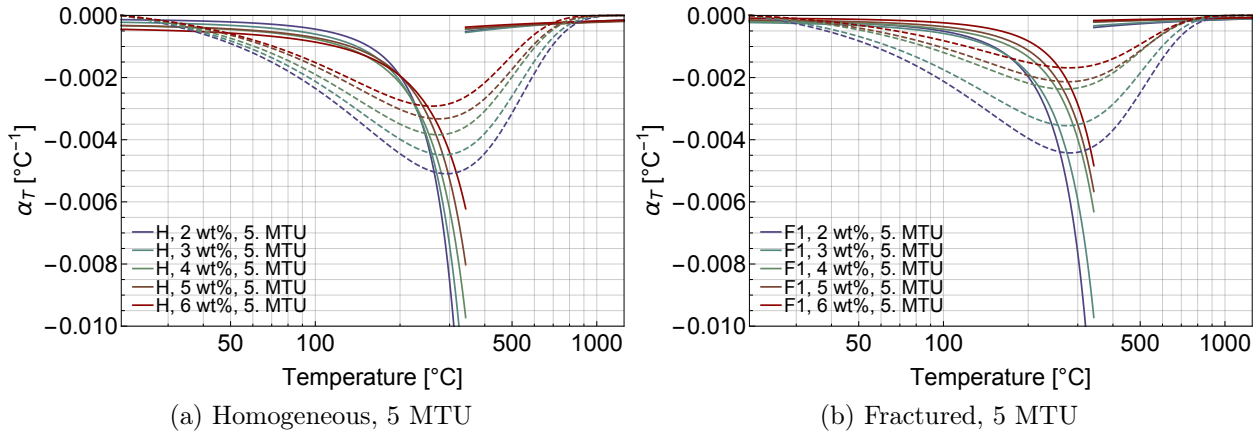 0.000
−0.002
−0.004
−0.006
−0.008
−0.010
αT [°C−1]
H, 2 wt%, 5. MTU
H, 3 wt%, 5. MTU
H, 4 wt%, 5. MTU
H, 5 wt%, 5. MTU
H, 6 wt%, 5. MTU
50 100 500 1000
Temperature [°C]
(a) Homogeneous, 5 MTU
0.000
−0.002
−0.004
−0.006
−0.008
−0.010
αT [°C−1]
F1, 2 wt%, 5. MTU
F1, 3 wt%, 5. MTU
F1, 4 wt%, 5. MTU
F1, 5 wt%, 5. MTU
F1, 6 wt%, 5. MTU
50 100 500 1000
Temperature [°C]
(b) Fractured, 5 MTU